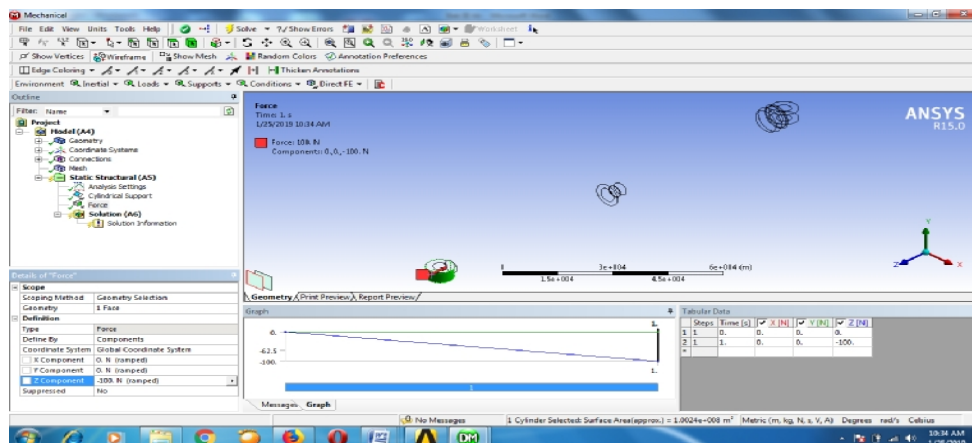 Mechanical
File Edit View Units Tools Help Solve ?/ Show Errors Worksheet
Show Vertices Wireframe Show Mesh Random Colors Annotation Preferences
Edge Coloring Thicken Annotations
Environment Inertial Loads Supports Conditions Direct FE
Outline
Filter: Name
Project
Model (A4)
Geometry
Coordinate Systems
Connections
Mesh
Static Structural (A5)
Analysis Settings
Cylindrical Support
Force
Solution (A6)
Solution Information
Force
Time: 1. s
1/25/2018 10:34 AM
Force: 100. N
Components: 0.,0.,-100. N
ANSYS
R15.0
Y
Z
X
0 3e+004 6e+004 (m)
1.5e+004 4.5e+004
Geometry Print Preview Report Preview
Details of "Force"
Scope
Scoping Method Geometry Selection
Geometry 1 Face
Definition
Type Force
Define By Components
Coordinate System Global Coordinate System
X Component 0. N (ramped)
Y Component 0. N (ramped)
Z Component -100. N (ramped)
Suppressed No
Graph
1.
0.
-62.5
-100.
1.
1
Messages Graph
Tabular Data
Steps Time [s] X [N] Y [N] Z [N]
1 1 0. 0. 0. 0.
2 1 1. 0. 0. -100.
*
No Messages 1 Cylinder Selected: Surface Area(approx.) = 1.0024e+008 m² Metric (m, kg, N, s, V, A) Degrees rad/s Celsius
DM
10:34 AM